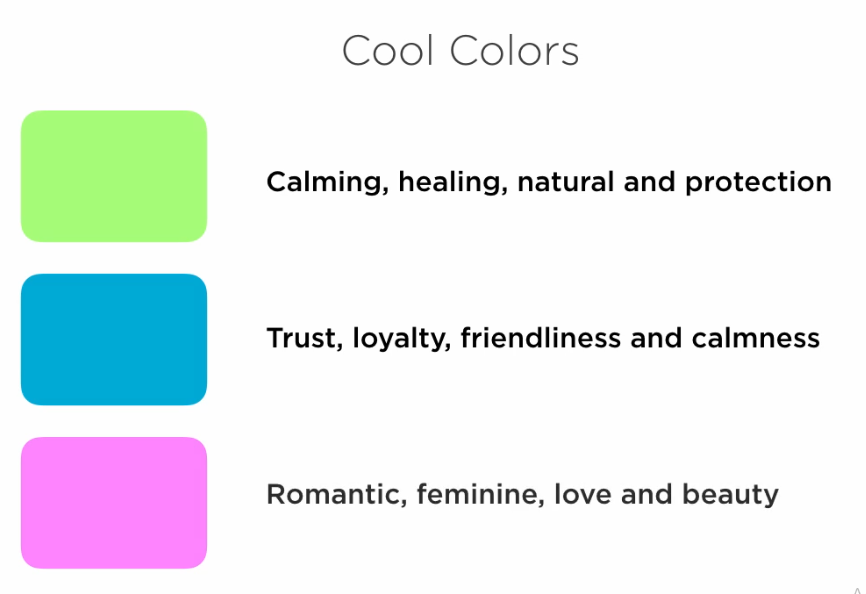 Cool Colors
Calming, healing, natural and protection
Trust, loyalty, friendliness and calmness
Romantic, feminine, love and beauty